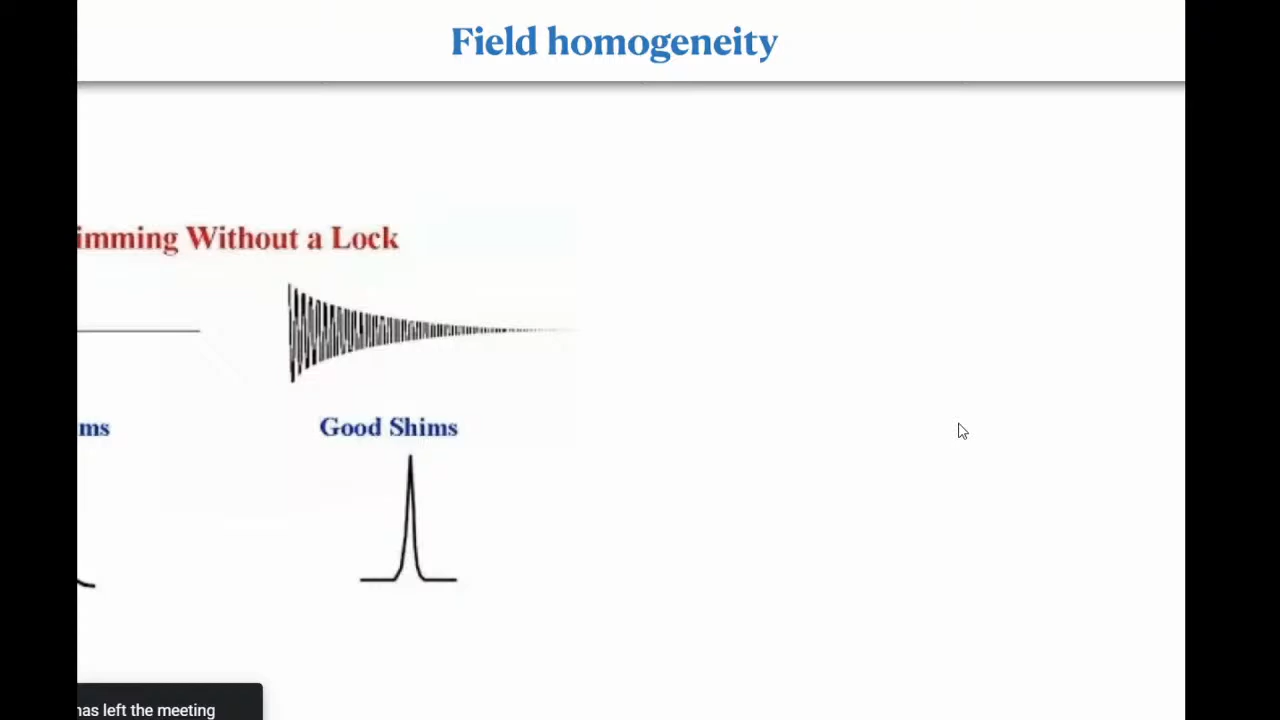 Field homogeneity
imming Without a Lock
ms
Good Shims
has left the meeting